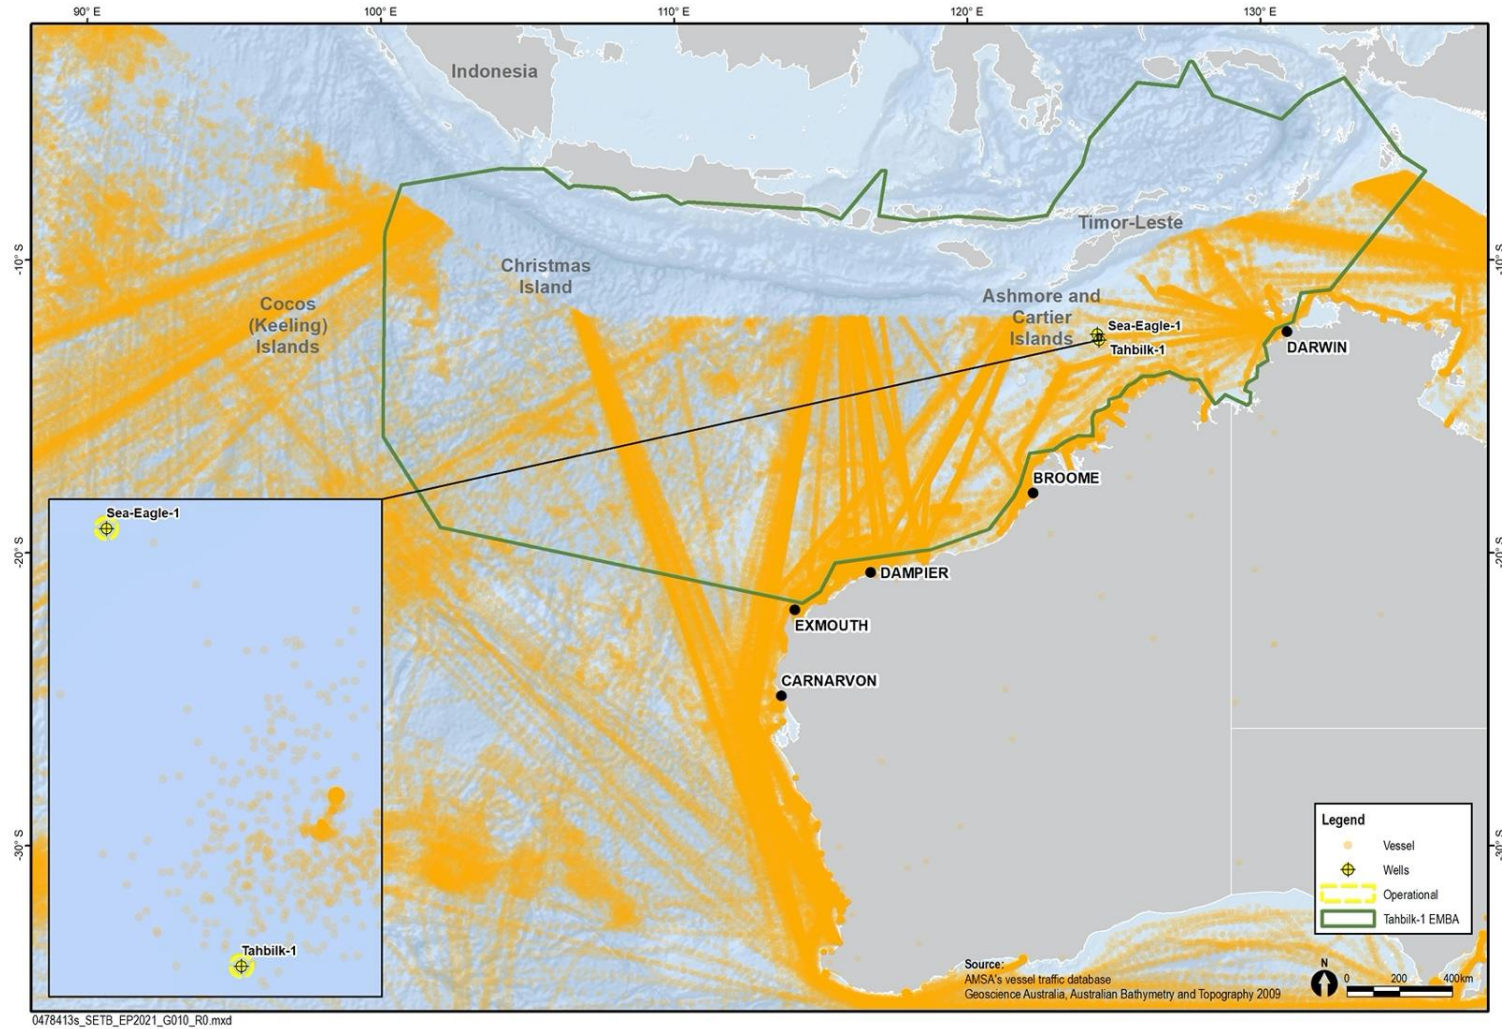 90° E
100° E
110° E
120° E
130° E
Indonesia
Timor-Leste
-10° S
-10° S
Christmas
Island
Cocos
(Keeling)
Islands
Ashmore and
Cartier
Islands
Sea-Eagle-1
Tahbilk-1
DARWIN
BROOME
Sea-Eagle-1
-20° S
-20° S
DAMPIER
EXMOUTH
CARNARVON
Legend
Vessel
Wells
Operational
Tahbilk-1 EMBA
-30° S
-30° S
Tahbilk-1
Source:
AMSA's vessel traffic database
Geoscience Australia, Australian Bathymetry and Topography 2009
N
0 200 400km
0478413s_SETB_EP2021_G010_R0.mxd